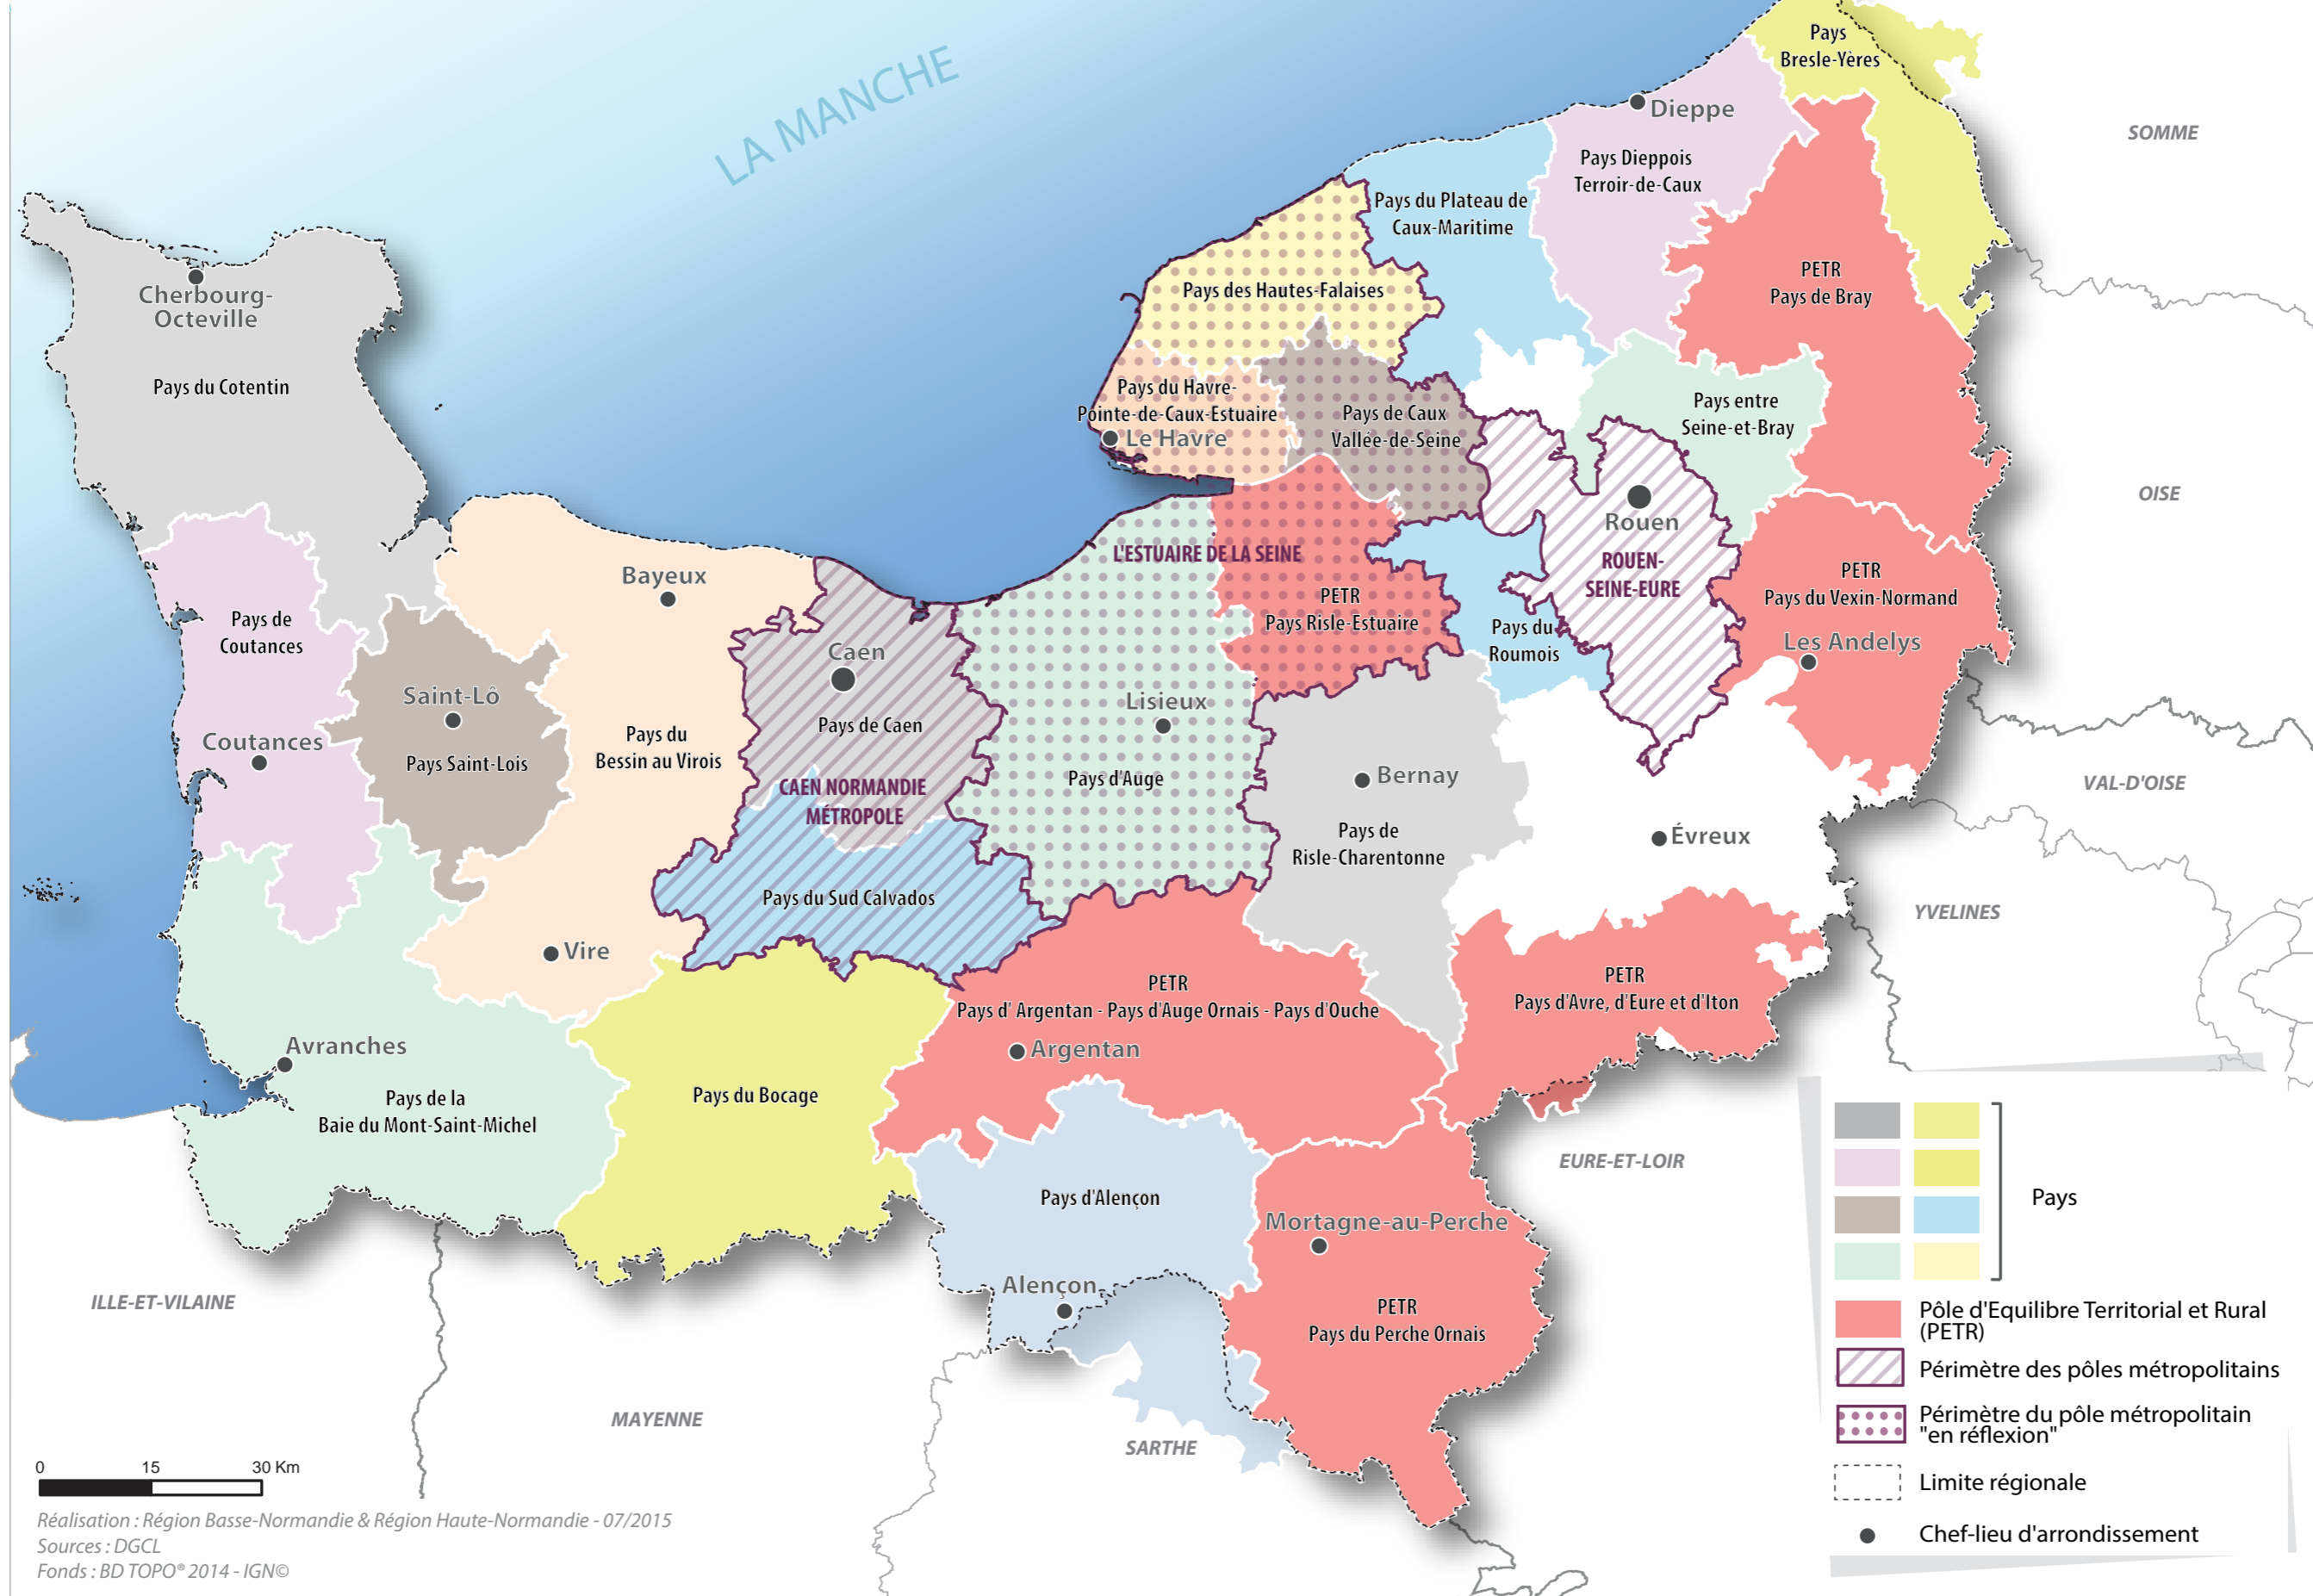 LA MANCHE
Pays
Bresle-Yères
Dieppe
SOMME
Pays Dieppois
Terroir-de-Caux
Pays du Plateau de
Caux-Maritime
PETR
Pays de Bray
Cherbourg-
Octeville
Pays des Hautes-Falaises
Pays du Cotentin
Pays du Havre-
Pointe-de-Caux-Estuaire
Le Havre
Pays de Caux
Vallée-de-Seine
Pays entre
Seine-et-Bray
OISE
Rouen
ROUEN-
SEINE-EURE
L'ESTUAIRE DE LA SEINE
Bayeux
PETR
Pays Risle-Estuaire
PETR
Pays du Vexin-Normand
Les Andelys
Pays de
Coutances
Pays du
Roumois
Caen
Pays de Caen
Saint-Lô
Pays Saint-Lois
Coutances
Pays du
Bessin au Virois
Lisieux
Pays d'Auge
CAEN NORMANDIE
MÉTROPOLE
Bernay
Pays de
Risle-Charentonne
Évreux
VAL-D'OISE
YVELINES
Pays du Sud Calvados
Vire
PETR
Pays d' Argentan - Pays d'Auge Ornais - Pays d'Ouche
Argentan
PETR
Pays d'Avre, d'Eure et d'Iton
Avranches
Pays de la
Baie du Mont-Saint-Michel
Pays du Bocage
EURE-ET-LOIR
Pays d'Alençon
Mortagne-au-Perche
Alençon
PETR
Pays du Perche Ornais
ILLE-ET-VILAINE
MAYENNE
SARTHE
Pays
Pôle d'Equilibre Territorial et Rural
(PETR)
Périmètre des pôles métropolitains
Périmètre du pôle métropolitain
"en réflexion"
Limite régionale
Chef-lieu d'arrondissement
0 15 30 Km
Réalisation : Région Basse-Normandie & Région Haute-Normandie - 07/2015
Sources : DGCL
Fonds : BD TOPO® 2014 - IGN©